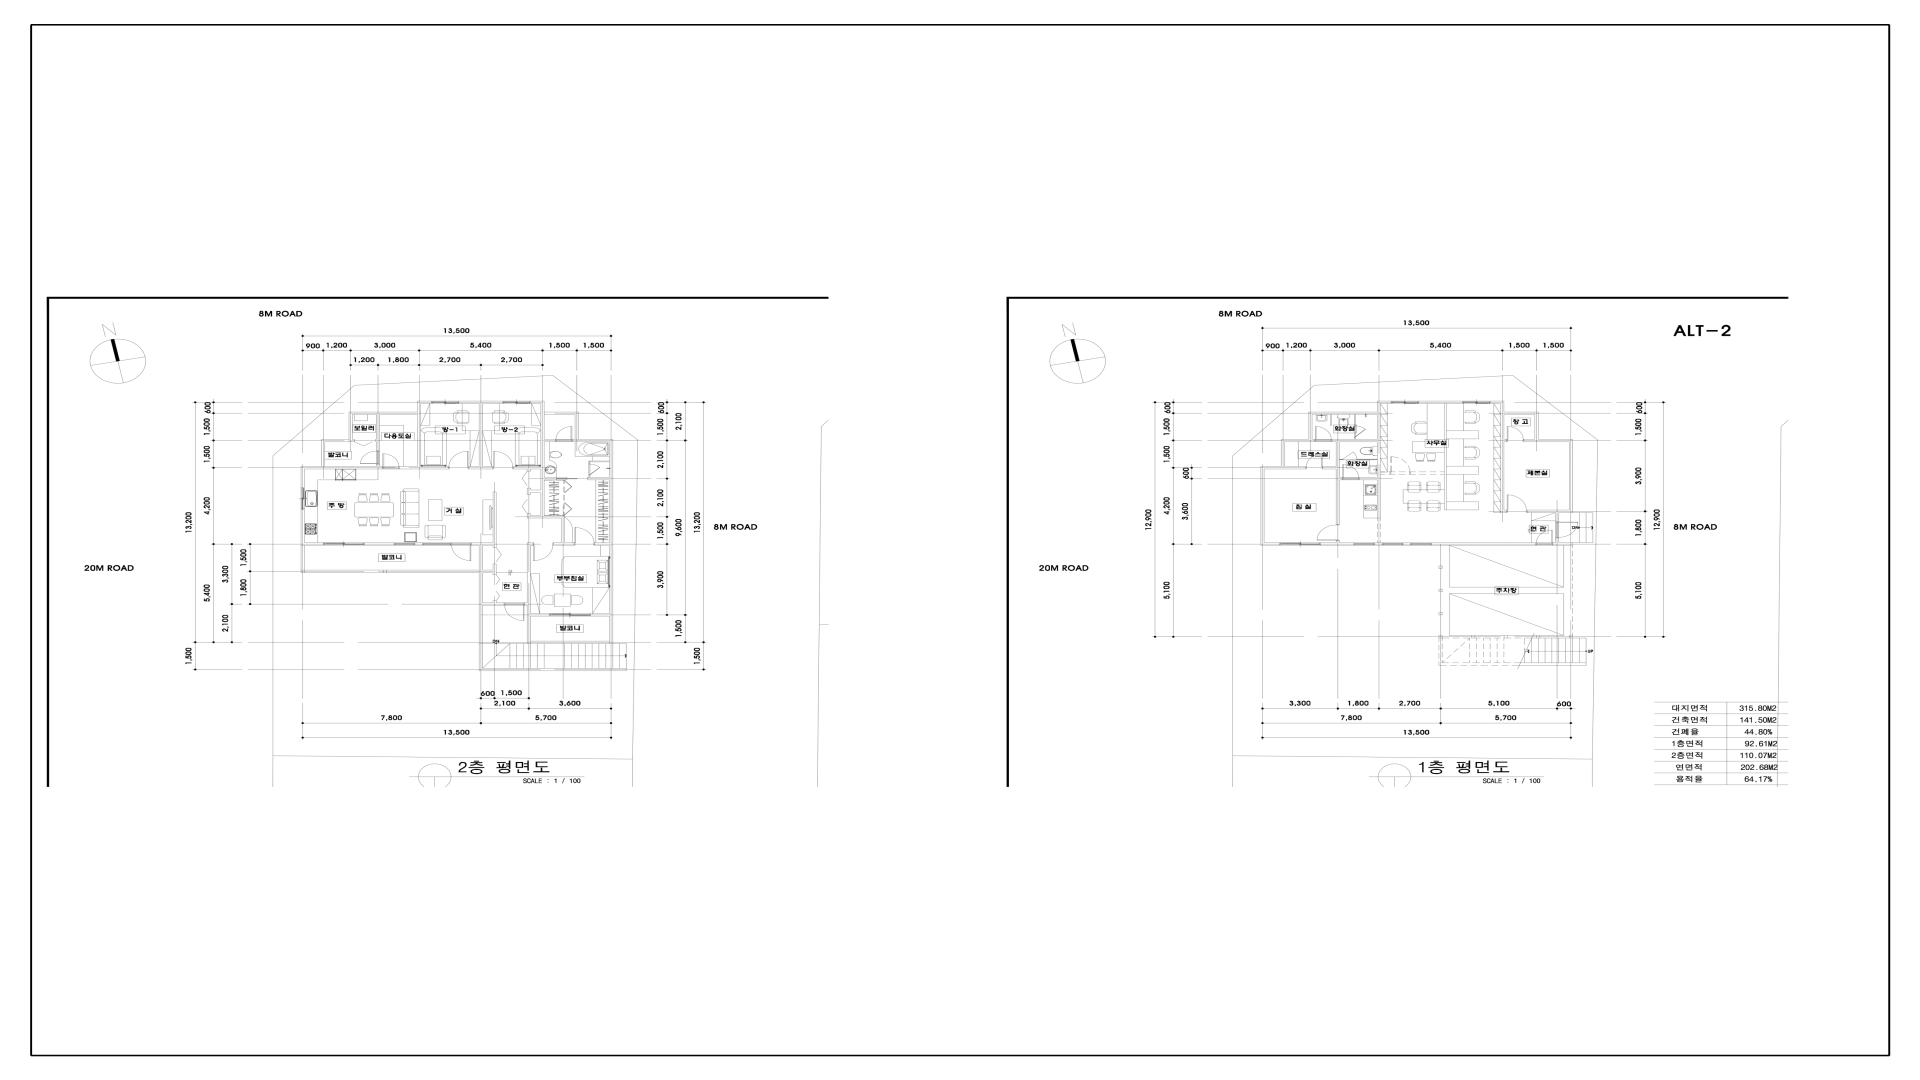 8M ROAD
N
13,500
900
1,200
3,000
5,400
1,500
1,500
1,200
1,800
2,700
2,700
600
1,500
1,500
4,200
13,200
1,500
3,300
1,800
5,400
2,100
1,500
보일러
다용도실
방-1
방-2
발코니
주 방
거 실
발코니
현 관
부부침실
발코니
600
1,500
2,100
2,100
2,100
1,500
9,600
13,200
3,900
1,500
1,500
8M ROAD
20M ROAD
600
1,500
2,100
3,600
7,800
5,700
13,500
2층 평면도
SCALE : 1 / 100
8M ROAD
ALT-2
N
13,500
900
1,200
3,000
5,400
1,500
1,500
600
1,500
1,500
600
4,200
3,600
12,900
5,100
화장실
사무실
창 고
드레스실
화장실
제본실
침 실
현 관
주차장
600
1,500
3,900
1,800
12,900
5,100
8M ROAD
20M ROAD
3,300
1,800
2,700
5,100
600
7,800
5,700
13,500
1층 평면도
SCALE : 1 / 100
대지면적 315.80M2
건축면적 141.50M2
건폐율 44.80%
1층면적 92.61M2
2층면적 110.07M2
연면적 202.68M2
용적율 64.17%